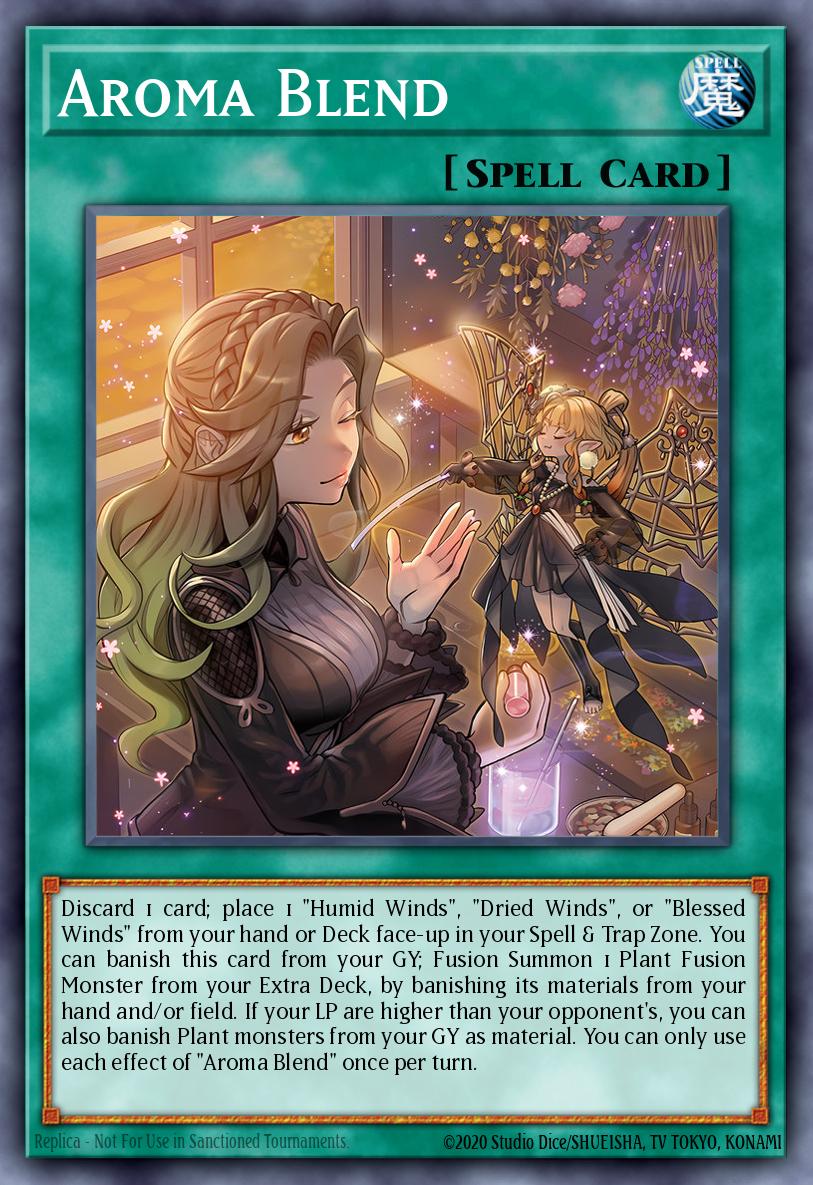 AROMA BLEND
SPELL
魔
[SPELL CARD]
Discard 1 card; place 1 "Humid Winds", "Dried Winds", or "Blessed
Winds" from your hand or Deck face-up in your Spell & Trap Zone. You
can banish this card from your GY; Fusion Summon 1 Plant Fusion
Monster from your Extra Deck, by banishing its materials from your
hand and/or field. If your LP are higher than your opponent's, you can
also banish Plant monsters from your GY as material. You can only use
each effect of "Aroma Blend" once per turn.
Replica - Not For Use in Sanctioned Tournaments.
©2020 Studio Dice/SHUEISHA, TV TOKYO, KONAMI